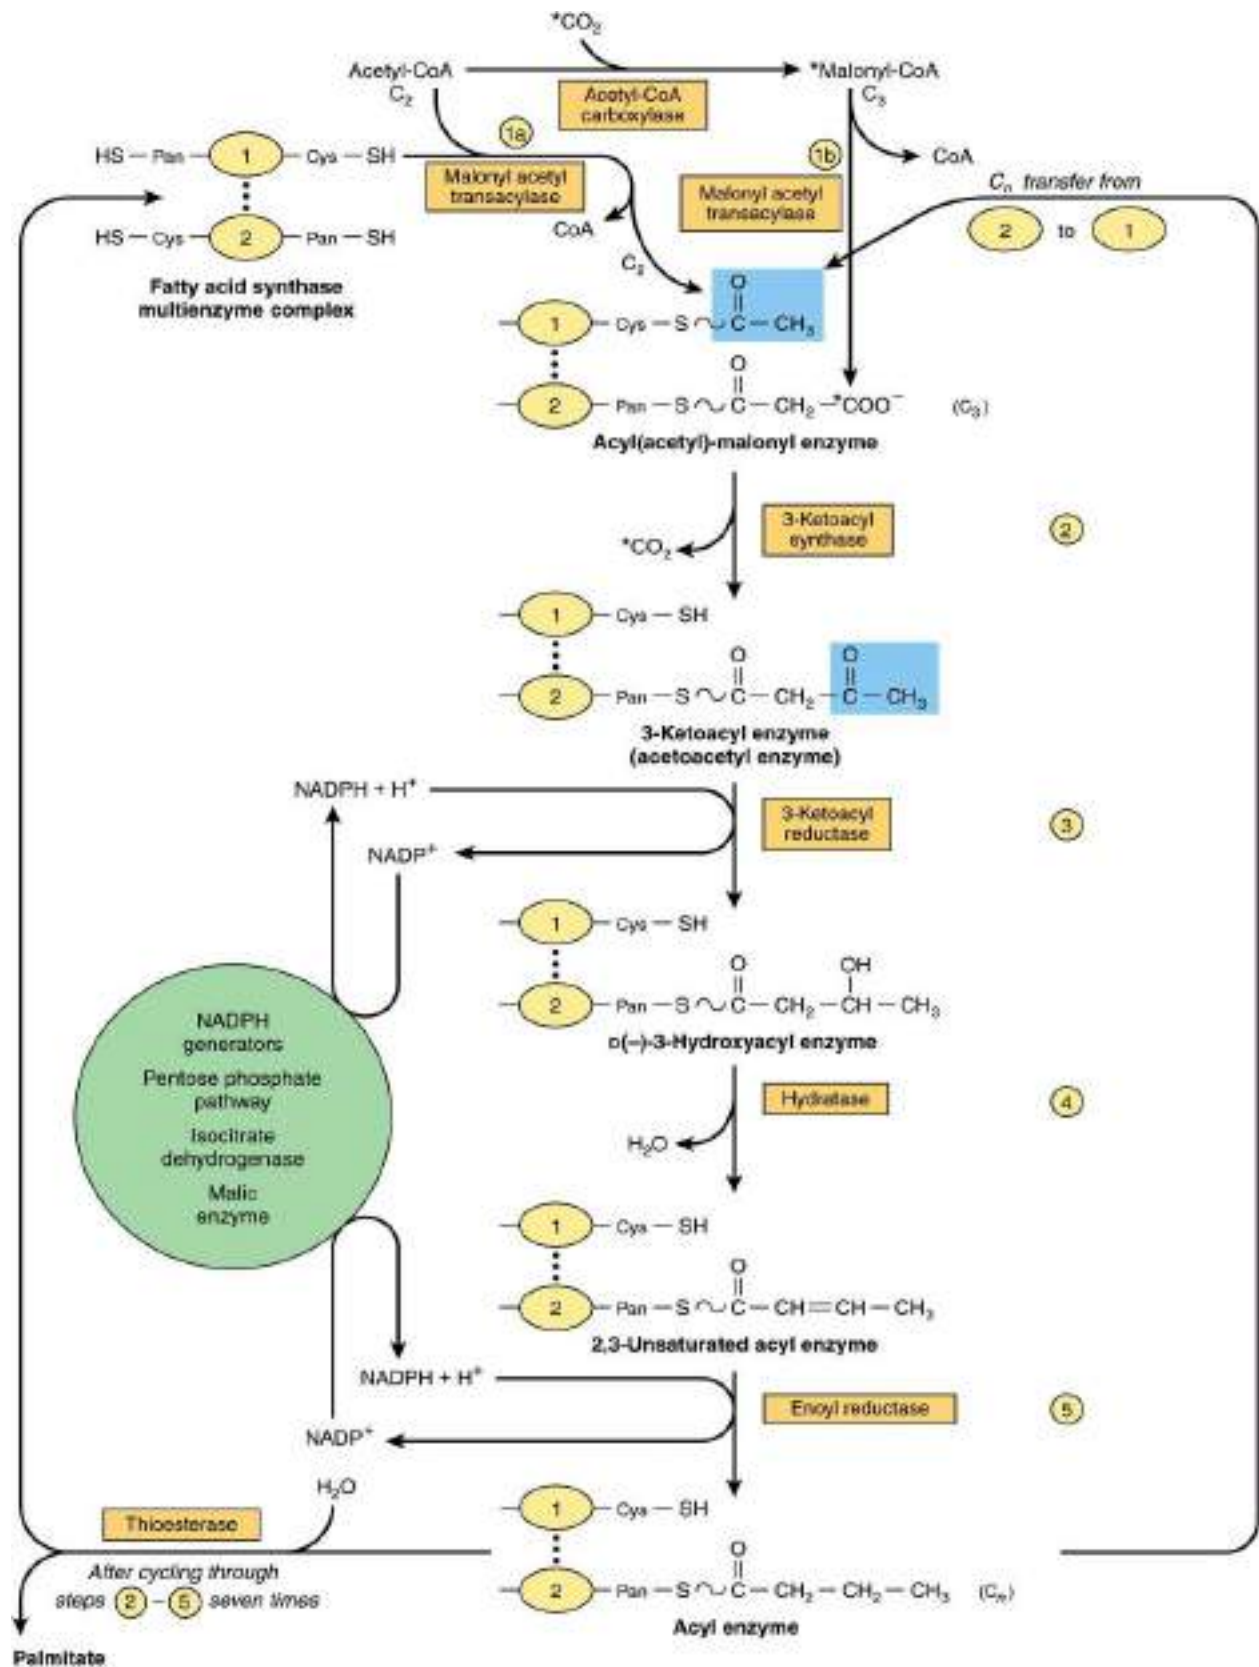 *CO₂
Acetyl-CoA
C₂
*Malonyl-CoA
C₃
Acetyl-CoA
carboxylase
1a
1b
CoA
HS – Pan – 1 – Cys – SH
Malonyl acetyl
transacylase
Malonyl acetyl
transacylase
Cₙ transfer from
2 to 1
HS – Cys – 2 – Pan – SH
CoA
C₂
Fatty acid synthase
multienzyme complex
O
1 – Cys – S ~ C – CH₃
O
2 – Pan – S ~ C – CH₂ – *COO⁻ (C₃)
Acyl(acetyl)-malonyl enzyme
3-Ketoacyl
synthase
2
*CO₂
1 – Cys – SH
O O
2 – Pan – S ~ C – CH₂ – C – CH₃
3-Ketoacyl enzyme
(acetoacetyl enzyme)
NADPH + H⁺
3-Ketoacyl
reductase
3
NADP⁺
1 – Cys – SH
O OH
2 – Pan – S ~ C – CH₂ – CH – CH₃
D(–)-3-Hydroxyacyl enzyme
NADPH
generators
Pentose phosphate
pathway
Isocitrate
dehydrogenase
Malic
enzyme
Hydratase
4
H₂O
1 – Cys – SH
O
2 – Pan – S ~ C – CH = CH – CH₃
2,3-Unsaturated acyl enzyme
NADPH + H⁺
Enoyl reductase
5
NADP⁺
H₂O
1 – Cys – SH
Thioesterase
After cycling through
steps 2 – 5 seven times
O
2 – Pan – S ~ C – CH₂ – CH₂ – CH₃ (Cₙ)
Acyl enzyme
Palmitate